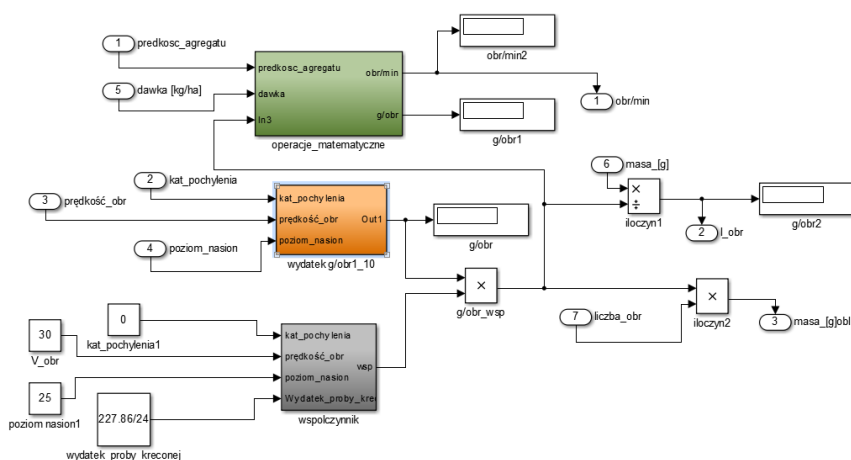 1
predkosc_agregatu
5
dawka [kg/ha]
predkosc_agregatu
dawka
In3
obr/min
g/obr
operacje_matematyczne
obr/min2
1
obr/min
g/obr1
2
kat_pochylenia
3
prędkość_obr
4
poziom_nasion
kat_pochylenia
prędkość_obr
poziom_nasion
Out1
wydatek g/obr1_10
g/obr
6
masa_[g]
×
÷
iloczyn1
2
l_obr
g/obr2
×
g/obr_wsp
7
liczba_obr
×
iloczyn2
3
masa_[g]obl
0
kat_pochylenia1
30
V_obr
25
poziom nasion1
227.86/24
wydatek_proby_kreconej
kat_pochylenia
prędkość_obr
poziom_nasion
Wydatek_proby_krec
wsp
wspolczynnik